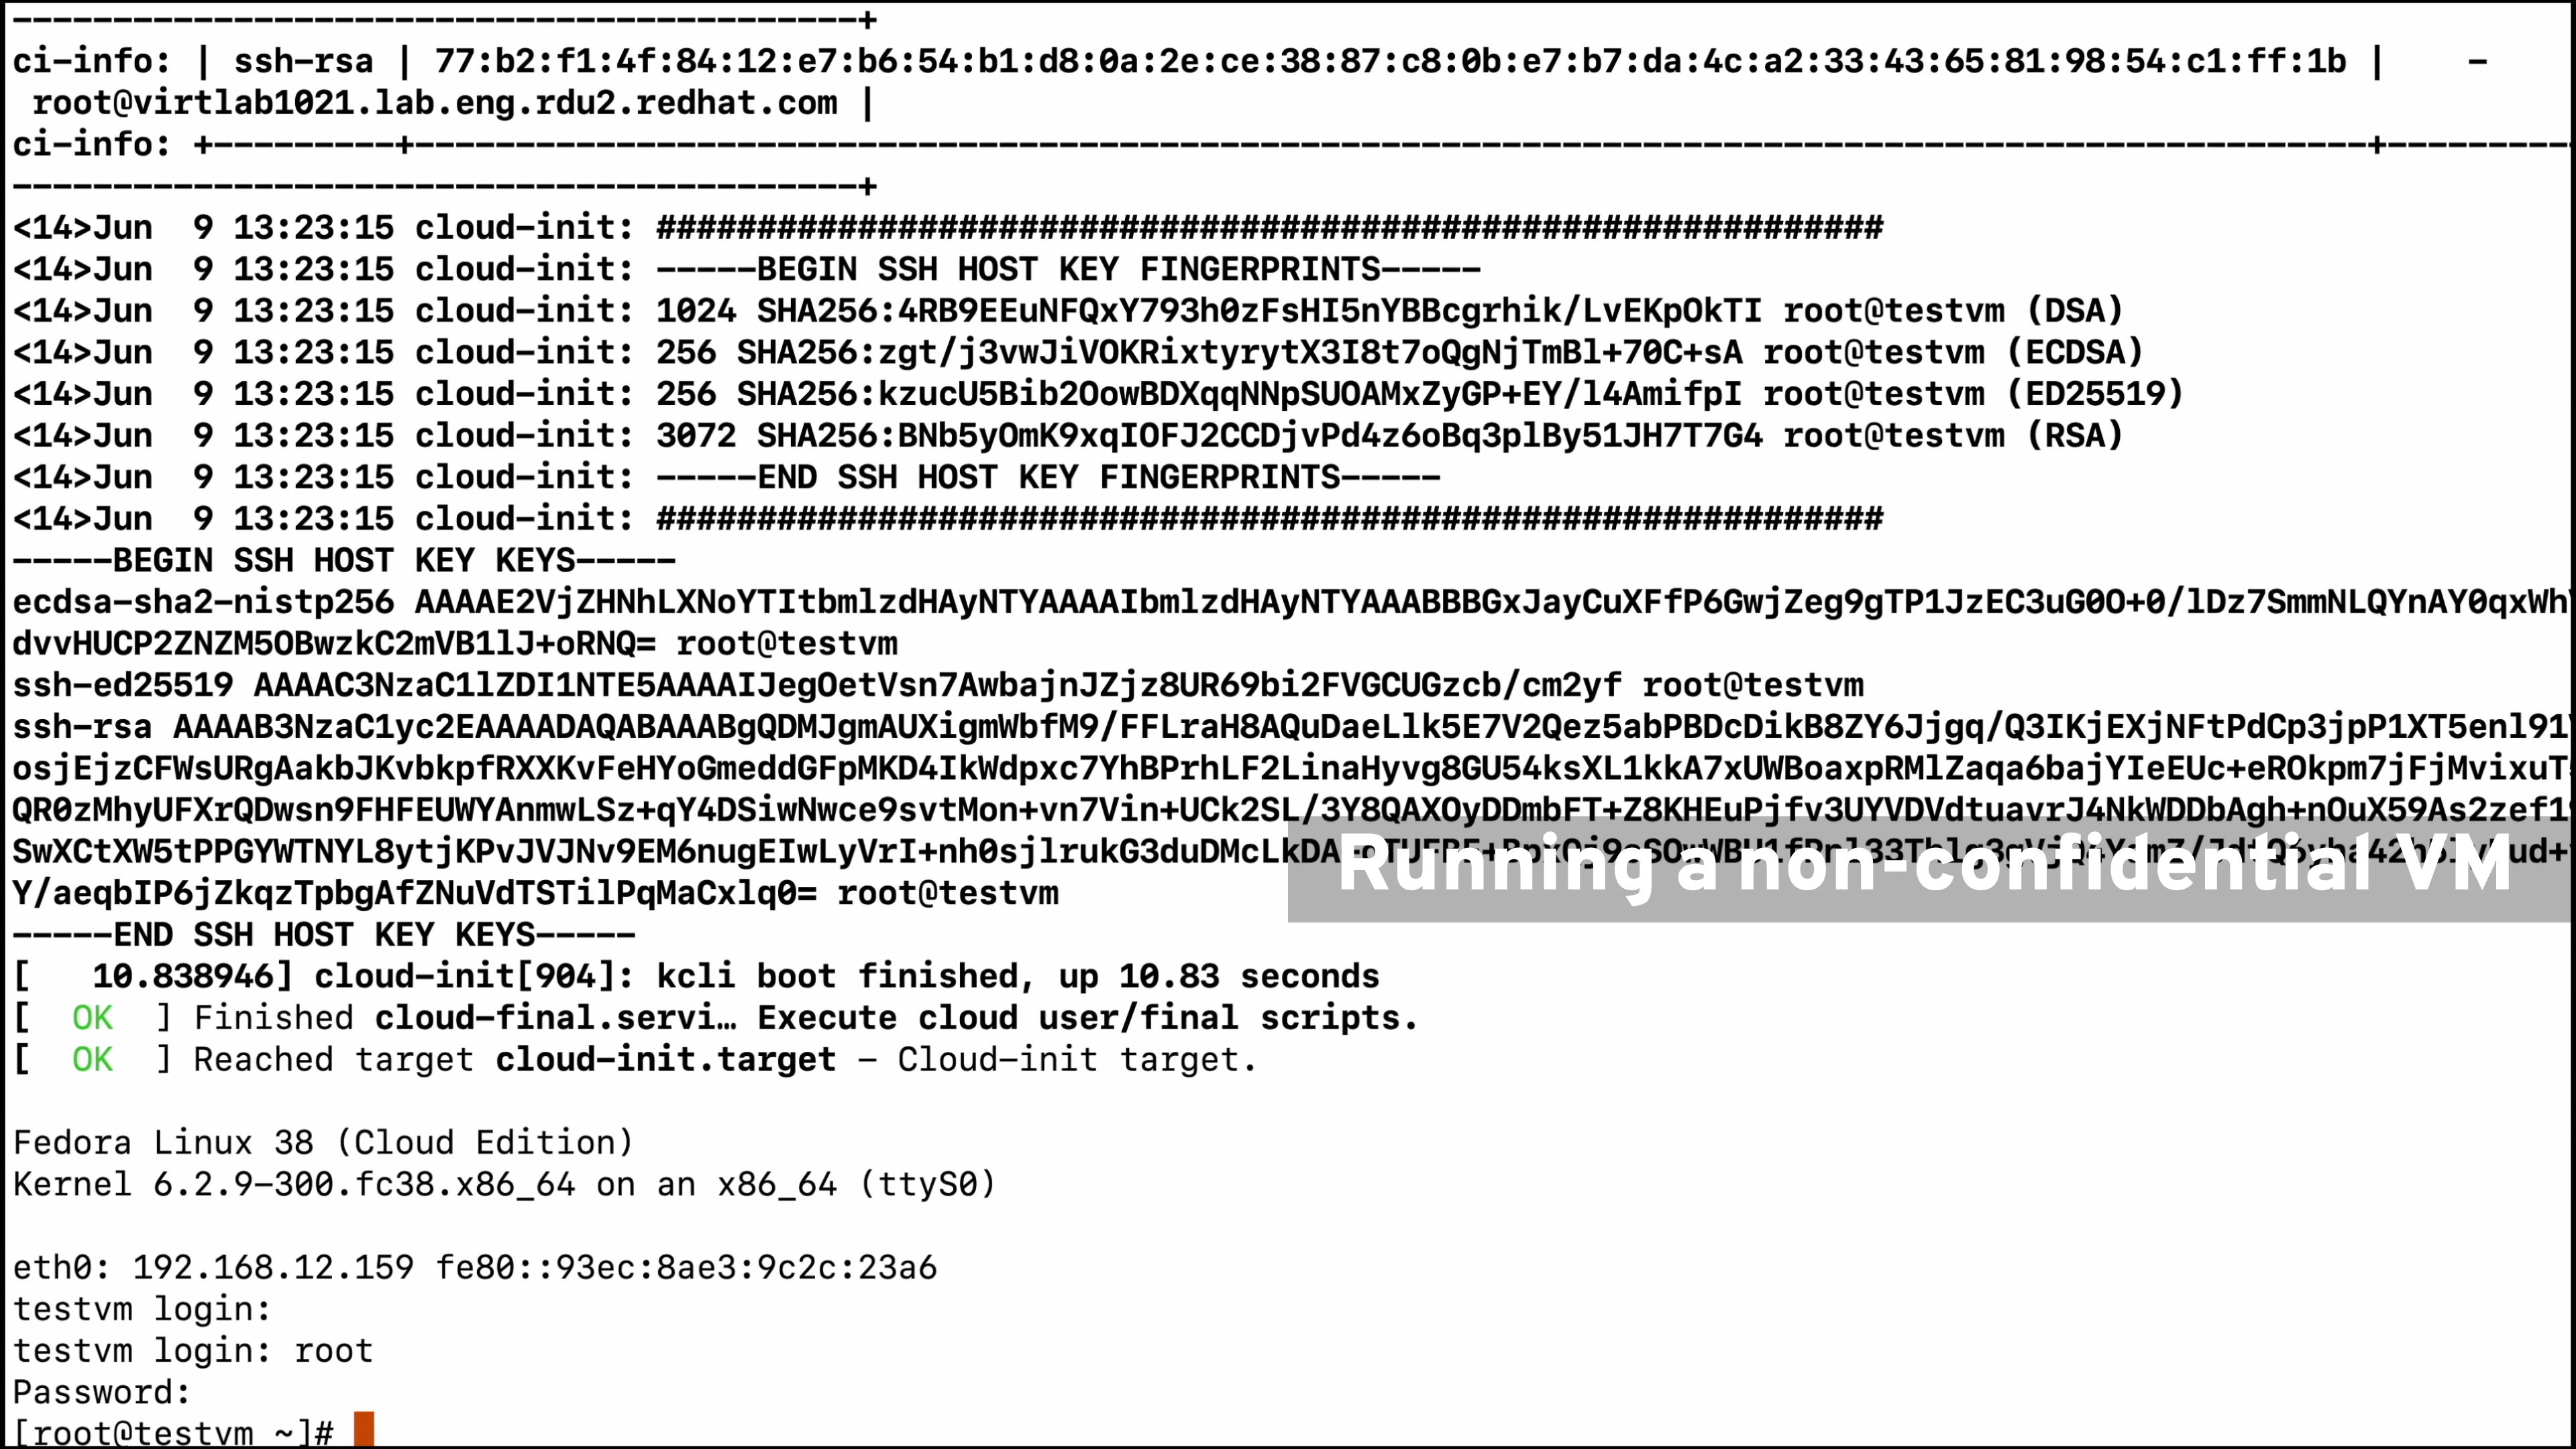 ------------------------------------------+
ci-info: | ssh-rsa | 77:b2:f1:4f:84:12:e7:b6:54:b1:d8:0a:2e:ce:38:87:c8:0b:e7:b7:da:4c:a2:33:43:65:81:98:54:c1:ff:1b |    -
 root@virtlab1021.lab.eng.rdu2.redhat.com |
ci-info: +---------+-------------------------------------------------------------------------------------------------+---------
------------------------------------------+
<14>Jun  9 13:23:15 cloud-init: #############################################################
<14>Jun  9 13:23:15 cloud-init: -----BEGIN SSH HOST KEY FINGERPRINTS-----
<14>Jun  9 13:23:15 cloud-init: 1024 SHA256:4RB9EEuNFQxY793h0zFsHI5nYBBcgrhik/LvEKpOkTI root@testvm (DSA)
<14>Jun  9 13:23:15 cloud-init: 256 SHA256:zgt/j3vwJiVOKRixtyrytX3I8t7oQgNjTmBl+70C+sA root@testvm (ECDSA)
<14>Jun  9 13:23:15 cloud-init: 256 SHA256:kzucU5Bib2OowBDXqqNNpSUOAMxZyGP+EY/l4AmifpI root@testvm (ED25519)
<14>Jun  9 13:23:15 cloud-init: 3072 SHA256:BNb5yOmK9xqIOFJ2CCDjvPd4z6oBq3plBy51JH7T7G4 root@testvm (RSA)
<14>Jun  9 13:23:15 cloud-init: -----END SSH HOST KEY FINGERPRINTS-----
<14>Jun  9 13:23:15 cloud-init: #############################################################
-----BEGIN SSH HOST KEY KEYS-----
ecdsa-sha2-nistp256 AAAAE2VjZHNhLXNoYTItbmlzdHAyNTYAAAAIbmlzdHAyNTYAAABBBGxJayCuXFfP6GwjZeg9gTP1JzEC3uG0O+0/lDz7SmmNLQYnAY0qxWh
dvvHUCP2ZNZM5OBwzkC2mVB1lJ+oRNQ= root@testvm
ssh-ed25519 AAAAC3NzaC1lZDI1NTE5AAAAIJegOetVsn7AwbajnJZjz8UR69bi2FVGCUGzcb/cm2yf root@testvm
ssh-rsa AAAAB3NzaC1yc2EAAAADAQABAAABgQDMJgmAUXigmWbfM9/FFLraH8AQuDaeLlk5E7V2Qez5abPBDcDikB8ZY6Jjgq/Q3IKjEXjNFtPdCp3jpP1XT5enl91
osjEjzCFWsURgAakbJKvbkpfRXXKvFeHYoGmeddGFpMKD4IkWdpxc7YhBPrhLF2LinaHyvg8GU54ksXL1kkA7xUWBoaxpRMlZaqa6bajYIeEUc+eROkpm7jFjMvixuT
QR0zMhyUFXrQDwsn9FHFEUWYAnmwLSz+qY4DSiwNwce9svtMon+vn7Vin+UCk2SL/3Y8QAXOyDDmbFT+Z8KHEuPjfv3UYVDVdtuavrJ4NkWDDbAgh+nOuX59As2zef1
Running a non-confidential VM
Y/aeqbIP6jZkqzTpbgAfZNuVdTSTilPqMaCxlq0= root@testvm
-----END SSH HOST KEY KEYS-----
[   10.838946] cloud-init[904]: kcli boot finished, up 10.83 seconds
[  OK  ] Finished cloud-final.servi… Execute cloud user/final scripts.
[  OK  ] Reached target cloud-init.target - Cloud-init target.
Fedora Linux 38 (Cloud Edition)
Kernel 6.2.9-300.fc38.x86_64 on an x86_64 (ttyS0)
eth0: 192.168.12.159 fe80::93ec:8ae3:9c2c:23a6
testvm login:
testvm login: root
Password:
[root@testvm ~]#